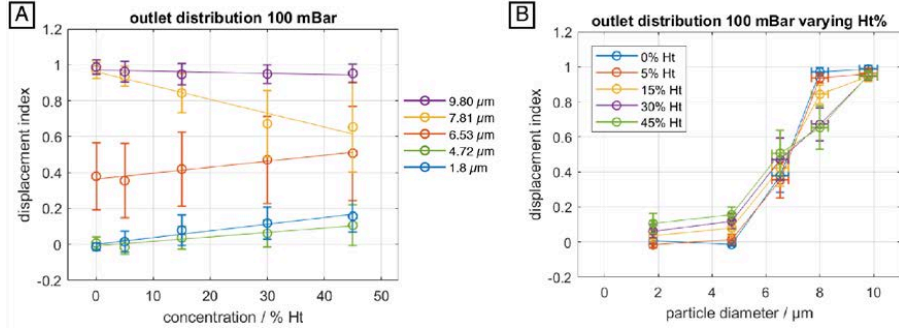 A
outlet distribution 100 mBar
1.2
1
0.8
0.6
0.4
0.2
0
-0.2
displacement index
0
10
20
30
40
50
concentration / % Ht
9.80 µm
7.81 µm
6.53 µm
4.72 µm
1.8 µm
B
outlet distribution 100 mBar varying Ht%
1.2
1
0.8
0.6
0.4
0.2
0
-0.2
displacement index
0% Ht
5% Ht
15% Ht
30% Ht
45% Ht
0
2
4
6
8
10
particle diameter / µm